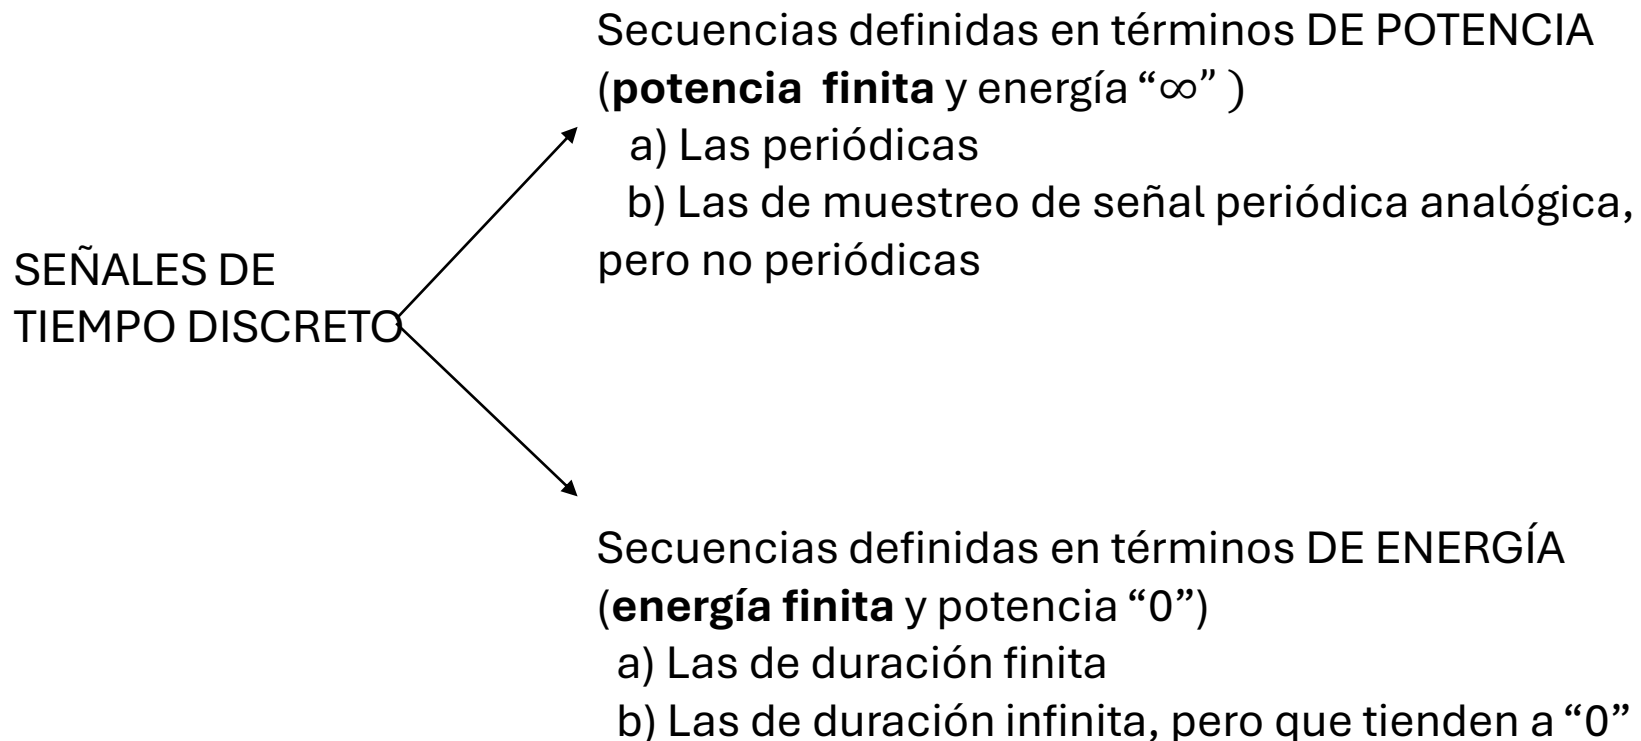 Secuencias definidas en términos DE POTENCIA
(potencia finita y energía “∞” )
a) Las periódicas
b) Las de muestreo de señal periódica analógica,
pero no periódicas
SEÑALES DE
TIEMPO DISCRETO
Secuencias definidas en términos DE ENERGÍA
(energía finita y potencia “0”)
a) Las de duración finita
b) Las de duración infinita, pero que tienden a “0”